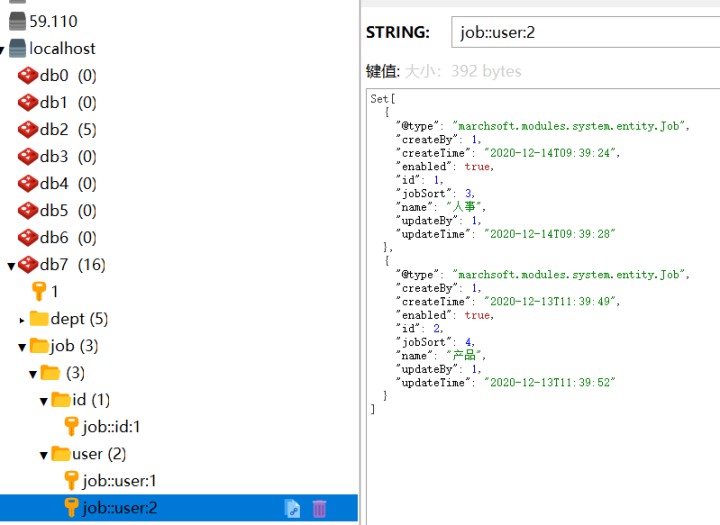 59.110
localhost
db0 (0)
db1 (0)
db2 (5)
db3 (0)
db4 (0)
db5 (0)
db6 (0)
db7 (16)
1
dept (5)
job (3)
(3)
id (1)
job::id:1
user (2)
job::user:1
job::user:2
STRING: job::user:2
键值: 大小: 392 bytes
Set[
{
"@type": "marchsoft.modules.system.entity.Job",
"createBy": 1,
"createTime": "2020-12-14T09:39:24",
"enabled": true,
"id": 1,
"jobSort": 3,
"name": "人事",
"updateBy": 1,
"updateTime": "2020-12-14T09:39:28"
},
{
"@type": "marchsoft.modules.system.entity.Job",
"createBy": 1,
"createTime": "2020-12-13T11:39:49",
"enabled": true,
"id": 2,
"jobSort": 4,
"name": "产品",
"updateBy": 1,
"updateTime": "2020-12-13T11:39:52"
}
]